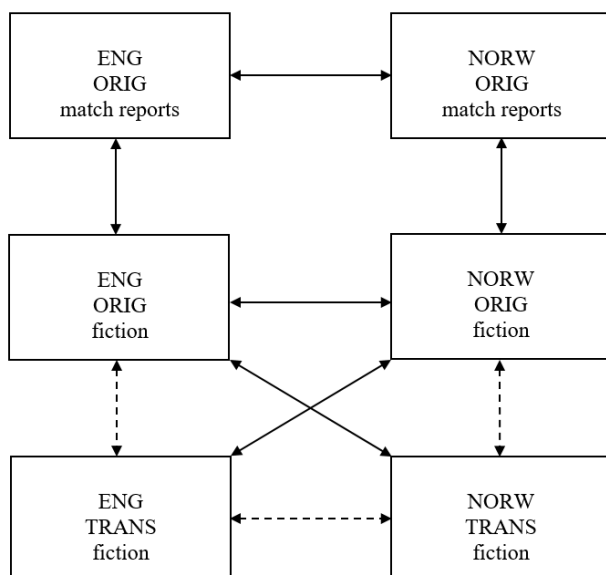 ENG
ORIG
match reports
NORW
ORIG
match reports
ENG
ORIG
fiction
NORW
ORIG
fiction
ENG
TRANS
fiction
NORW
TRANS
fiction